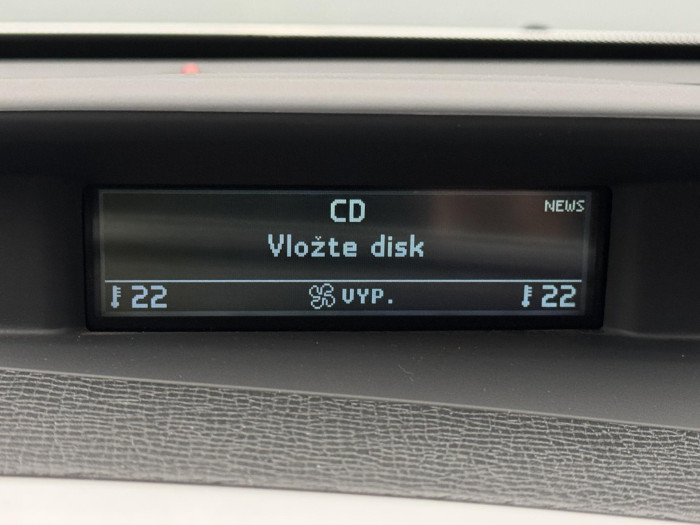 CD
NEWS
Vložte disk
22 VYP. 22